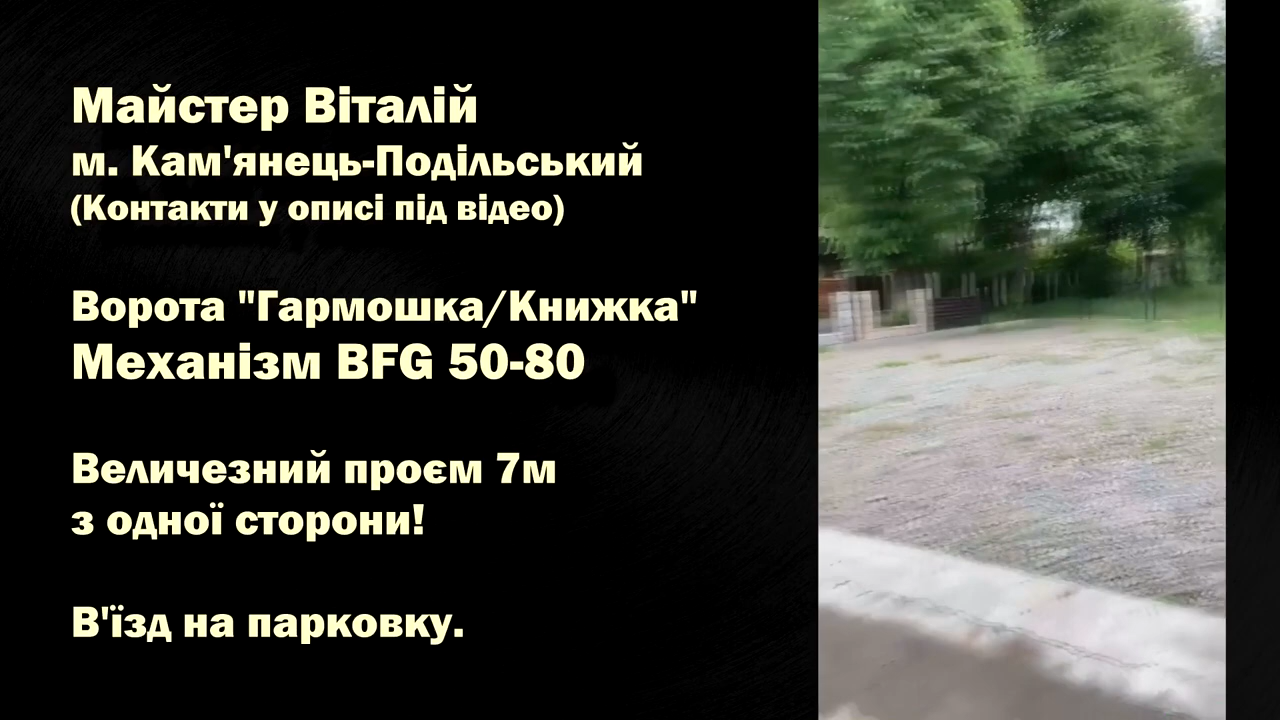 Майстер Віталій
м. Кам'янець-Подільський
(Контакти у описі під відео)
Ворота "Гармошка/Книжка"
Механізм BFG 50-80
Величезний проєм 7м
з одної сторони!
В'їзд на парковку.